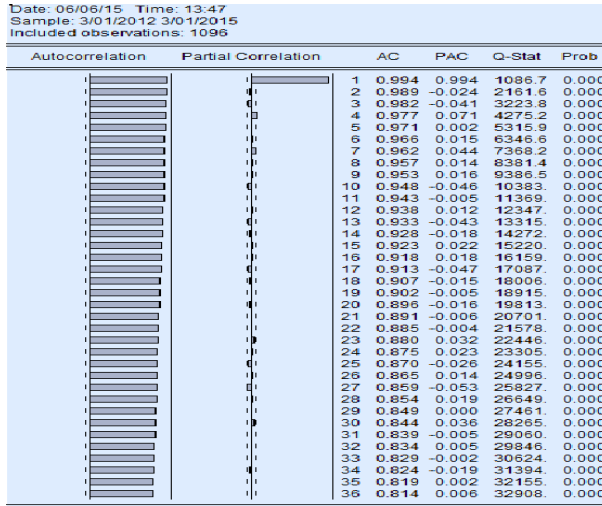 Date: 06/06/15 Time: 13:47
Sample: 3/01/2012 3/01/2015
Included observations: 1096
Autocorrelation Partial Correlation AC PAC Q-Stat Prob
1 0.994 0.994 1086.7 0.000
2 0.989 -0.024 2161.6 0.000
3 0.982 -0.041 3223.8 0.000
4 0.977 0.071 4275.2 0.000
5 0.971 0.002 5315.9 0.000
6 0.966 0.015 6346.6 0.000
7 0.962 0.044 7368.2 0.000
8 0.957 0.014 8381.4 0.000
9 0.953 0.016 9386.5 0.000
10 0.948 -0.046 10383. 0.000
11 0.943 -0.005 11369. 0.000
12 0.938 0.012 12347. 0.000
13 0.933 -0.043 13315. 0.000
14 0.928 -0.018 14272. 0.000
15 0.923 0.022 15220. 0.000
16 0.918 0.018 16159. 0.000
17 0.913 -0.047 17087. 0.000
18 0.907 -0.015 18006. 0.000
19 0.902 -0.005 18915. 0.000
20 0.896 -0.016 19813. 0.000
21 0.891 -0.006 20701. 0.000
22 0.885 -0.004 21578. 0.000
23 0.880 0.032 22446. 0.000
24 0.875 0.023 23305. 0.000
25 0.870 -0.026 24155. 0.000
26 0.865 0.014 24996. 0.000
27 0.859 -0.053 25827. 0.000
28 0.854 0.019 26649. 0.000
29 0.849 0.000 27461. 0.000
30 0.844 0.036 28265. 0.000
31 0.839 -0.005 29060. 0.000
32 0.834 0.005 29846. 0.000
33 0.829 -0.002 30624. 0.000
34 0.824 -0.019 31394. 0.000
35 0.819 0.002 32155. 0.000
36 0.814 0.006 32908. 0.000